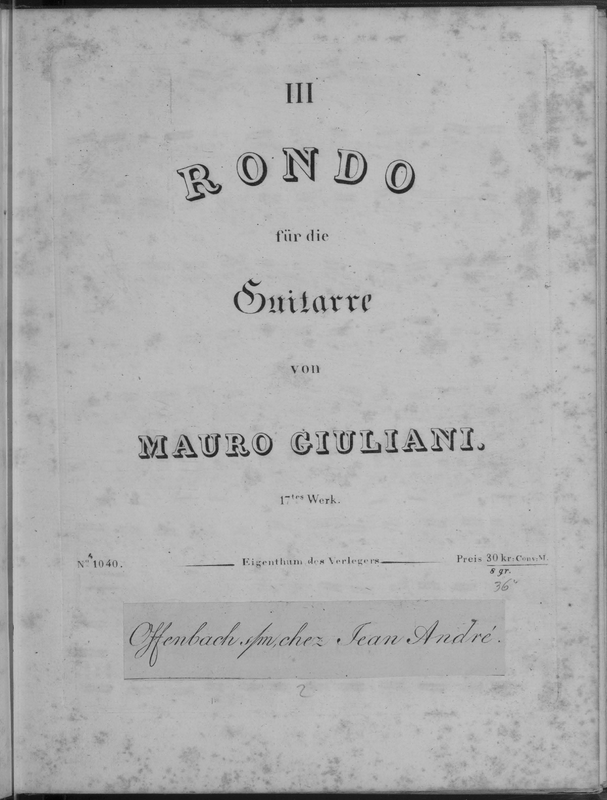 III
RONDO
für die
Guitarre
von
MAURO GIULIANI.
17tes Werk.
No. 1040.
Eigenthum des Verlegers
Preis 30 kr: Conv: M.
8 gr.
36
Offenbach s/m, chez Jean André.
2